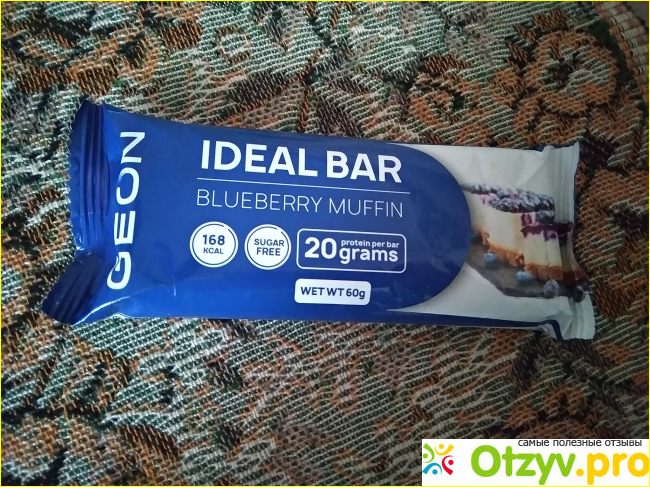 GEON
IDEAL BAR
BLUEBERRY MUFFIN
168
KCAL
SUGAR
FREE
20
protein per bar
grams
WET WT 60g
самые полезные отзывы
Otzyv.pro